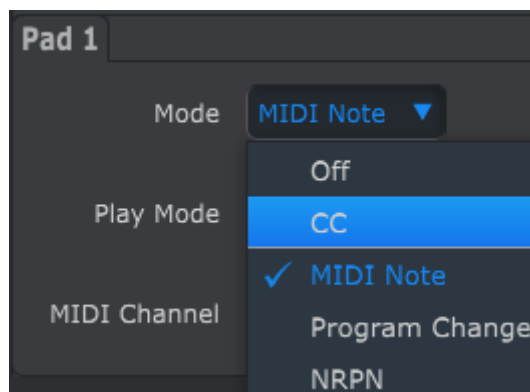 Pad 1
Mode MIDI Note
Off
Play Mode CC
MIDI Note
MIDI Channel Program Change
NRPN